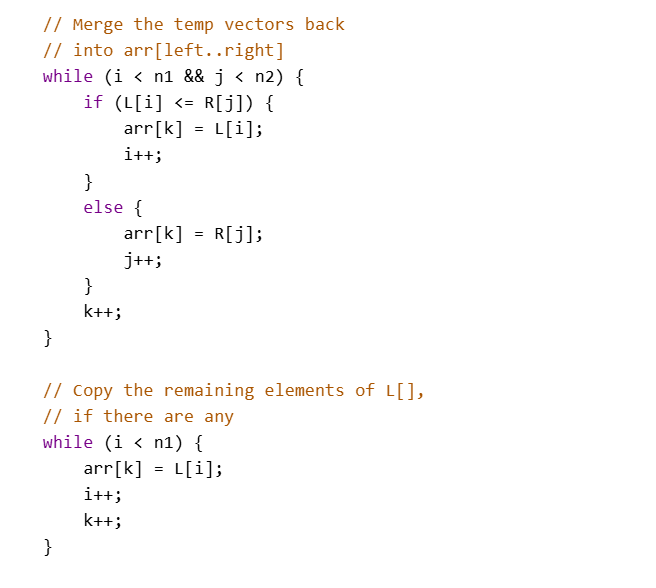 // Merge the temp vectors back
// into arr[left..right]
while (i < n1 && j < n2) {
    if (L[i] <= R[j]) {
        arr[k] = L[i];
        i++;
    }
    else {
        arr[k] = R[j];
        j++;
    }
    k++;
}

// Copy the remaining elements of L[],
// if there are any
while (i < n1) {
    arr[k] = L[i];
    i++;
    k++;
}